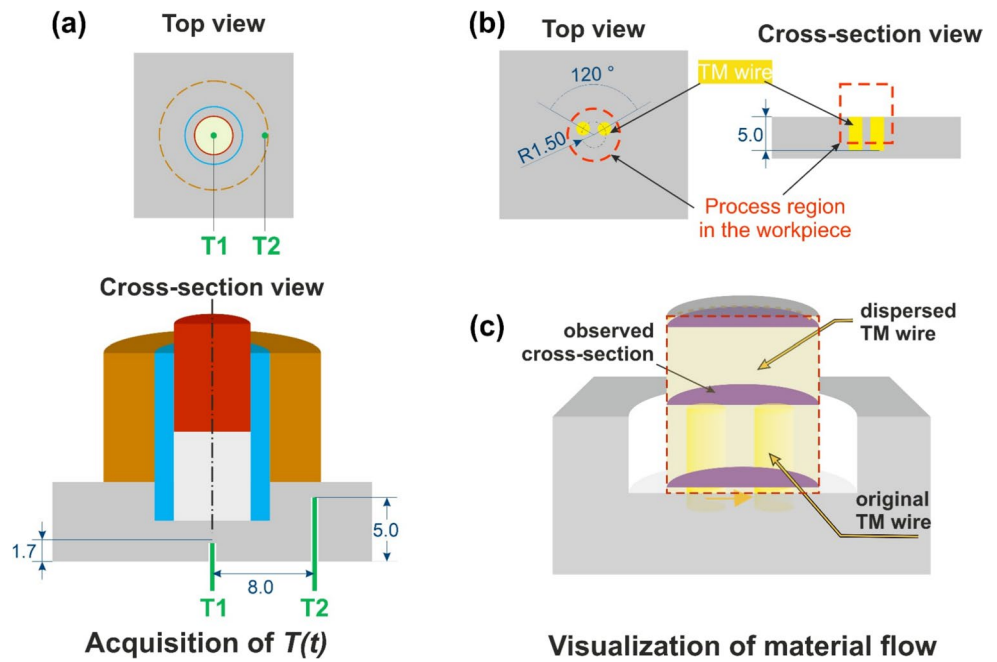 (a)
Top view
T1
T2
Cross-section view
1.7
5.0
8.0
T1
T2
Acquisition of T(t)
(b)
Top view
Cross-section view
120 °
TM wire
R1.50
5.0
Process region
in the workpiece
(c)
observed
cross-section
dispersed
TM wire
original
TM wire
Visualization of material flow